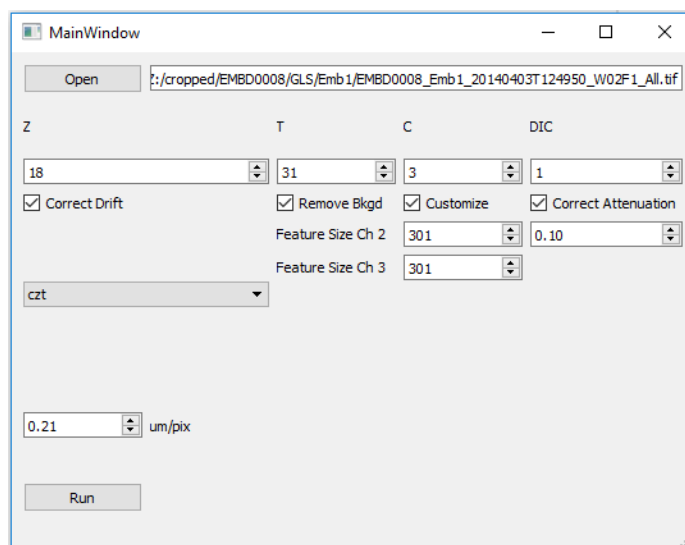 MainWindow
Open Z:/cropped/EMBD0008/GLS/Emb1/EMBD0008_Emb1_20140403T124950_W02F1_All.tif
Z T C DIC
18 31 3 1
Correct Drift Remove Bkgd Customize Correct Attenuation
Feature Size Ch 2 301 0.10
Feature Size Ch 3 301
czt
0.21 um/pix
Run